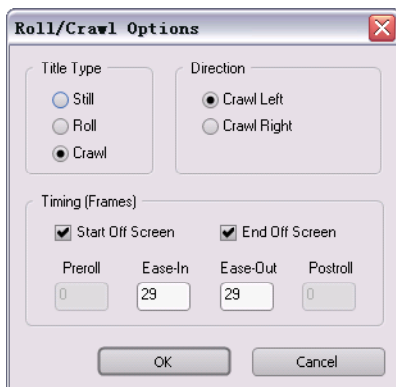 Roll/Crawl Options
Title Type
Still
Roll
Crawl
Direction
Crawl Left
Crawl Right
Timing (Frames)
Start Off Screen End Off Screen
Preroll Ease-In Ease-Out Postroll
0 29 29 0
OK Cancel